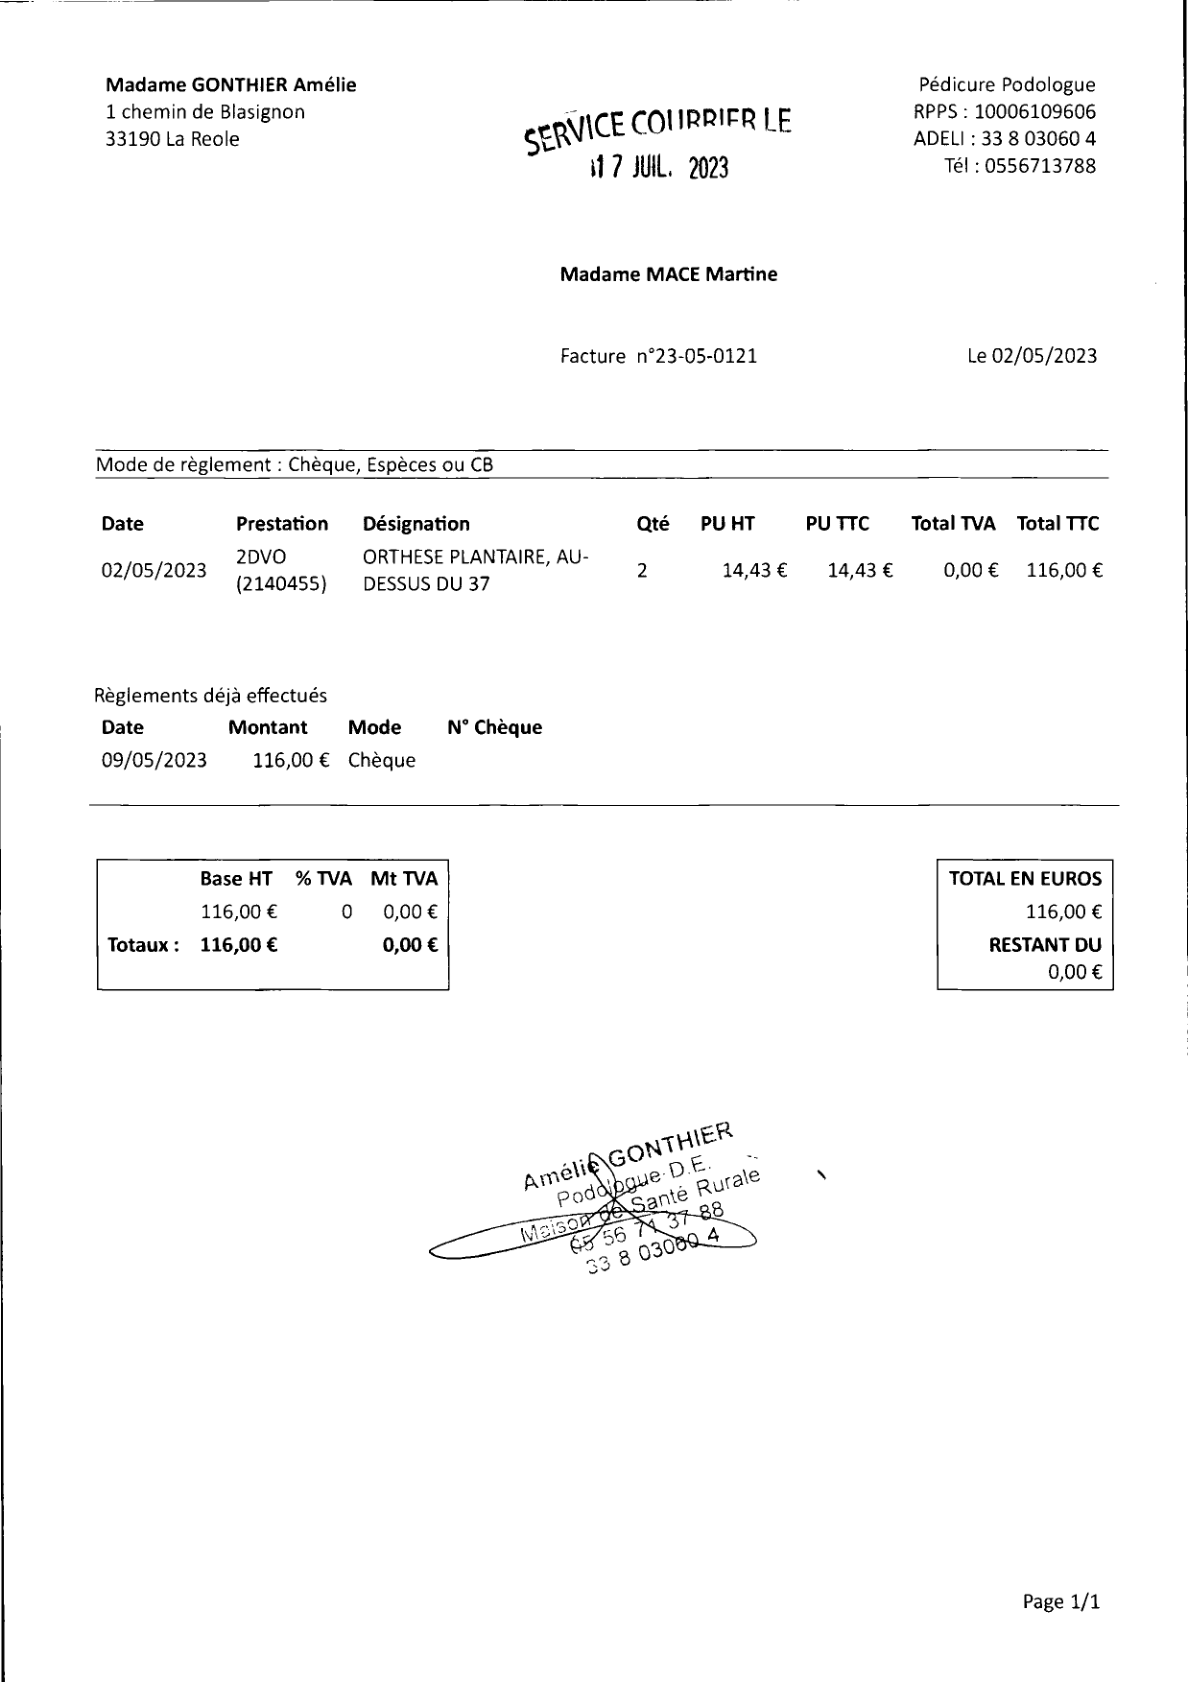 Madame GONTHIER Amélie
1 chemin de Blasignon
33190 La Reole
Pédicure Podologue
RPPS : 10006109606
ADELI : 33 8 03060 4
Tél : 0556713788
SERVICE COURRIER LE
17 JUIL. 2023
Madame MACE Martine
Facture n°23-05-0121 Le 02/05/2023
Mode de règlement : Chèque, Espèces ou CB
Date Prestation Désignation Qté PU HT PU TTC Total TVA Total TTC
02/05/2023 2DVO (2140455) ORTHESE PLANTAIRE, AU-DESSUS DU 37 2 14,43 € 14,43 € 0,00 € 116,00 €
Règlements déjà effectués
Date Montant Mode N° Chèque
09/05/2023 116,00 € Chèque
Base HT % TVA Mt TVA
116,00 € 0 0,00 €
Totaux : 116,00 € 0,00 €
TOTAL EN EUROS
116,00 €
RESTANT DU
0,00 €
Amélie GONTHIER
Podologue D.E.
Maison de Santé Rurale
05 56 71 37 88
33 8 03060 4
Page 1/1